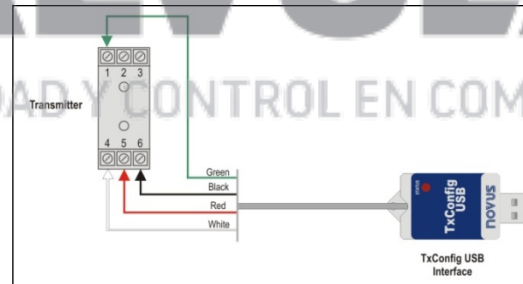 DAD Y CONTROL EN COM
1 2 3
Transmitter
4 5 6
Green
Black
Red
White
TxConfig
USB
novus
TxConfig USB
Interface